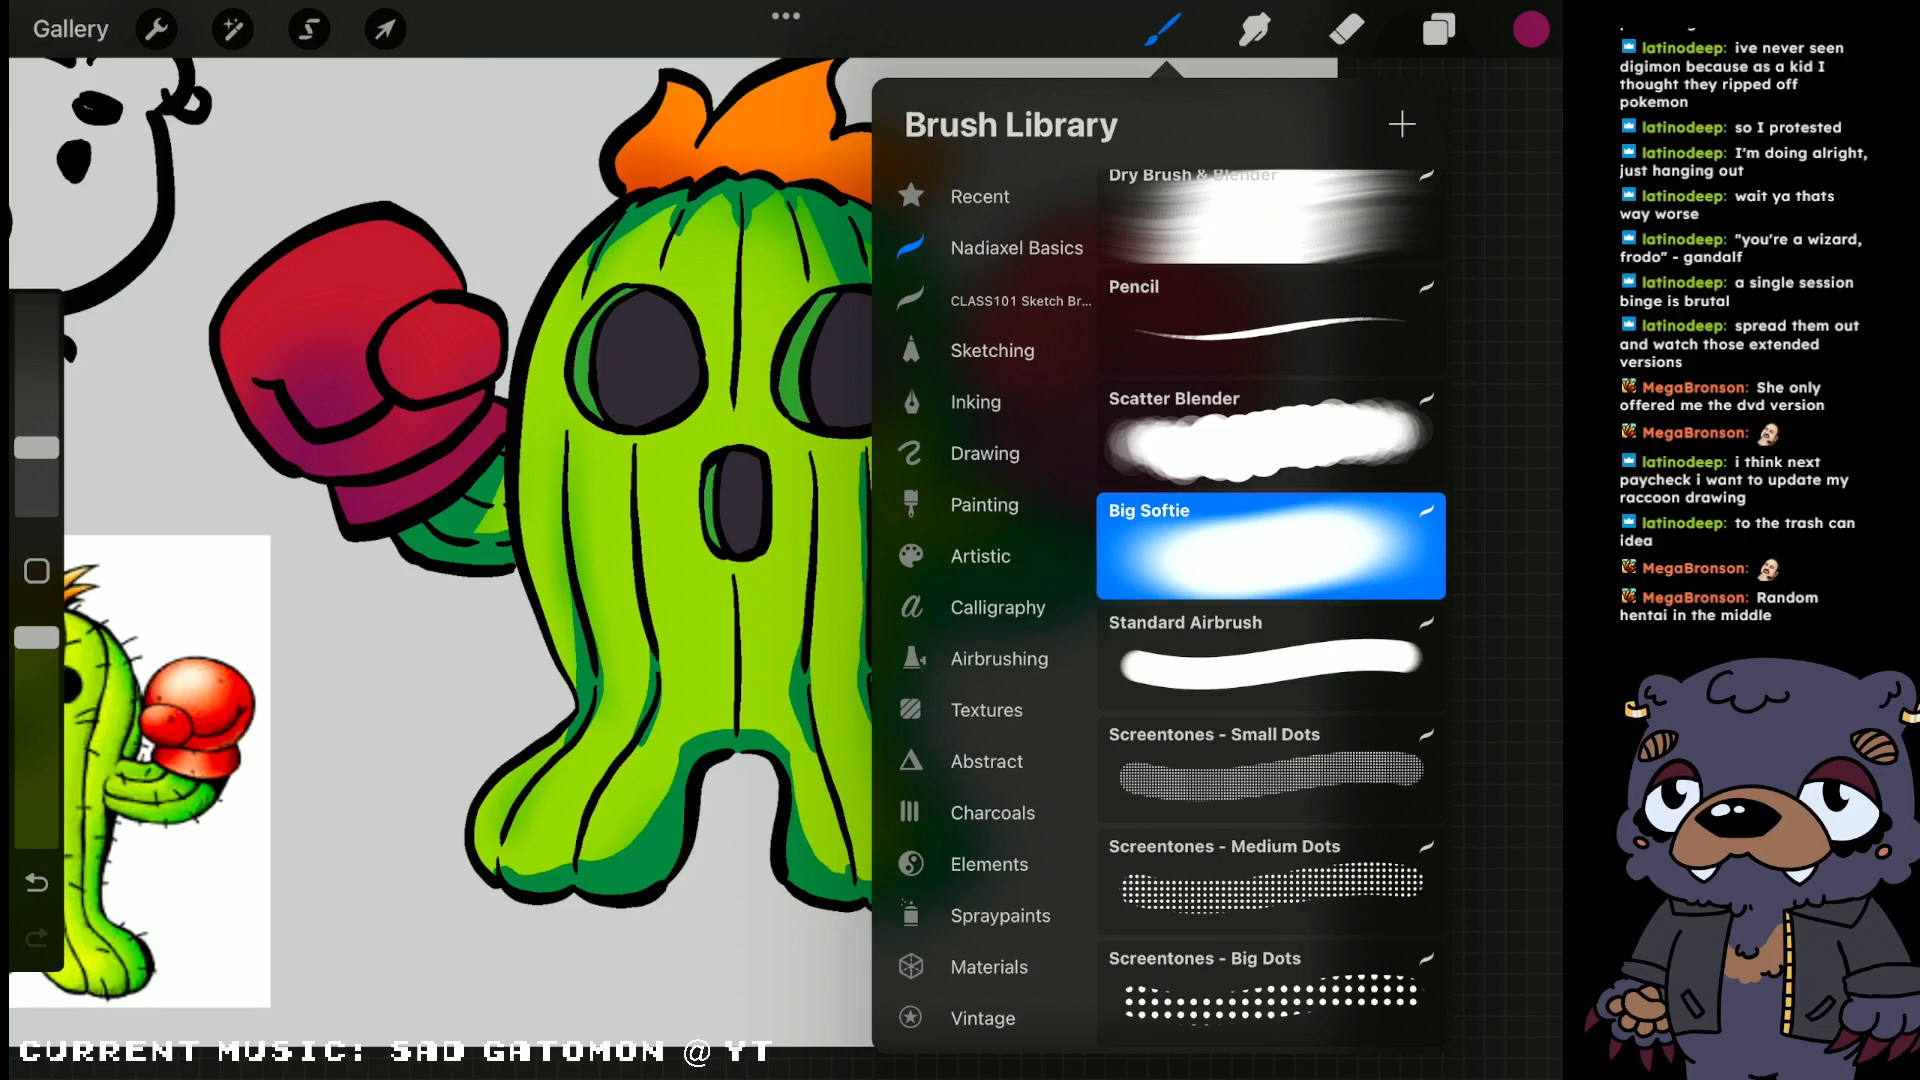 Gallery
Brush Library
Recent
Nadiaxel Basics
CLASS101 Sketch Br...
Sketching
Inking
Drawing
Painting
Artistic
Calligraphy
Airbrushing
Textures
Abstract
Charcoals
Elements
Spraypaints
Materials
Vintage
Dry Brush & Blender
Pencil
Scatter Blender
Big Softie
Standard Airbrush
Screentones - Small Dots
Screentones - Medium Dots
Screentones - Big Dots
latinodeep: ive never seen
digimon because as a kid I
thought they ripped off
pokemon
latinodeep: so I protested
latinodeep: I'm doing alright,
just hanging out
latinodeep: wait ya thats
way worse
latinodeep: "you're a wizard,
frodo" - gandalf
latinodeep: a single session
binge is brutal
latinodeep: spread them out
and watch those extended
versions
MegaBronson: She only
offered me the dvd version
MegaBronson:
latinodeep: i think next
paycheck i want to update my
raccoon drawing
latinodeep: to the trash can
idea
MegaBronson:
MegaBronson: Random
hentai in the middle
CURRENT MUSIC: SAD GATOMON @ YT